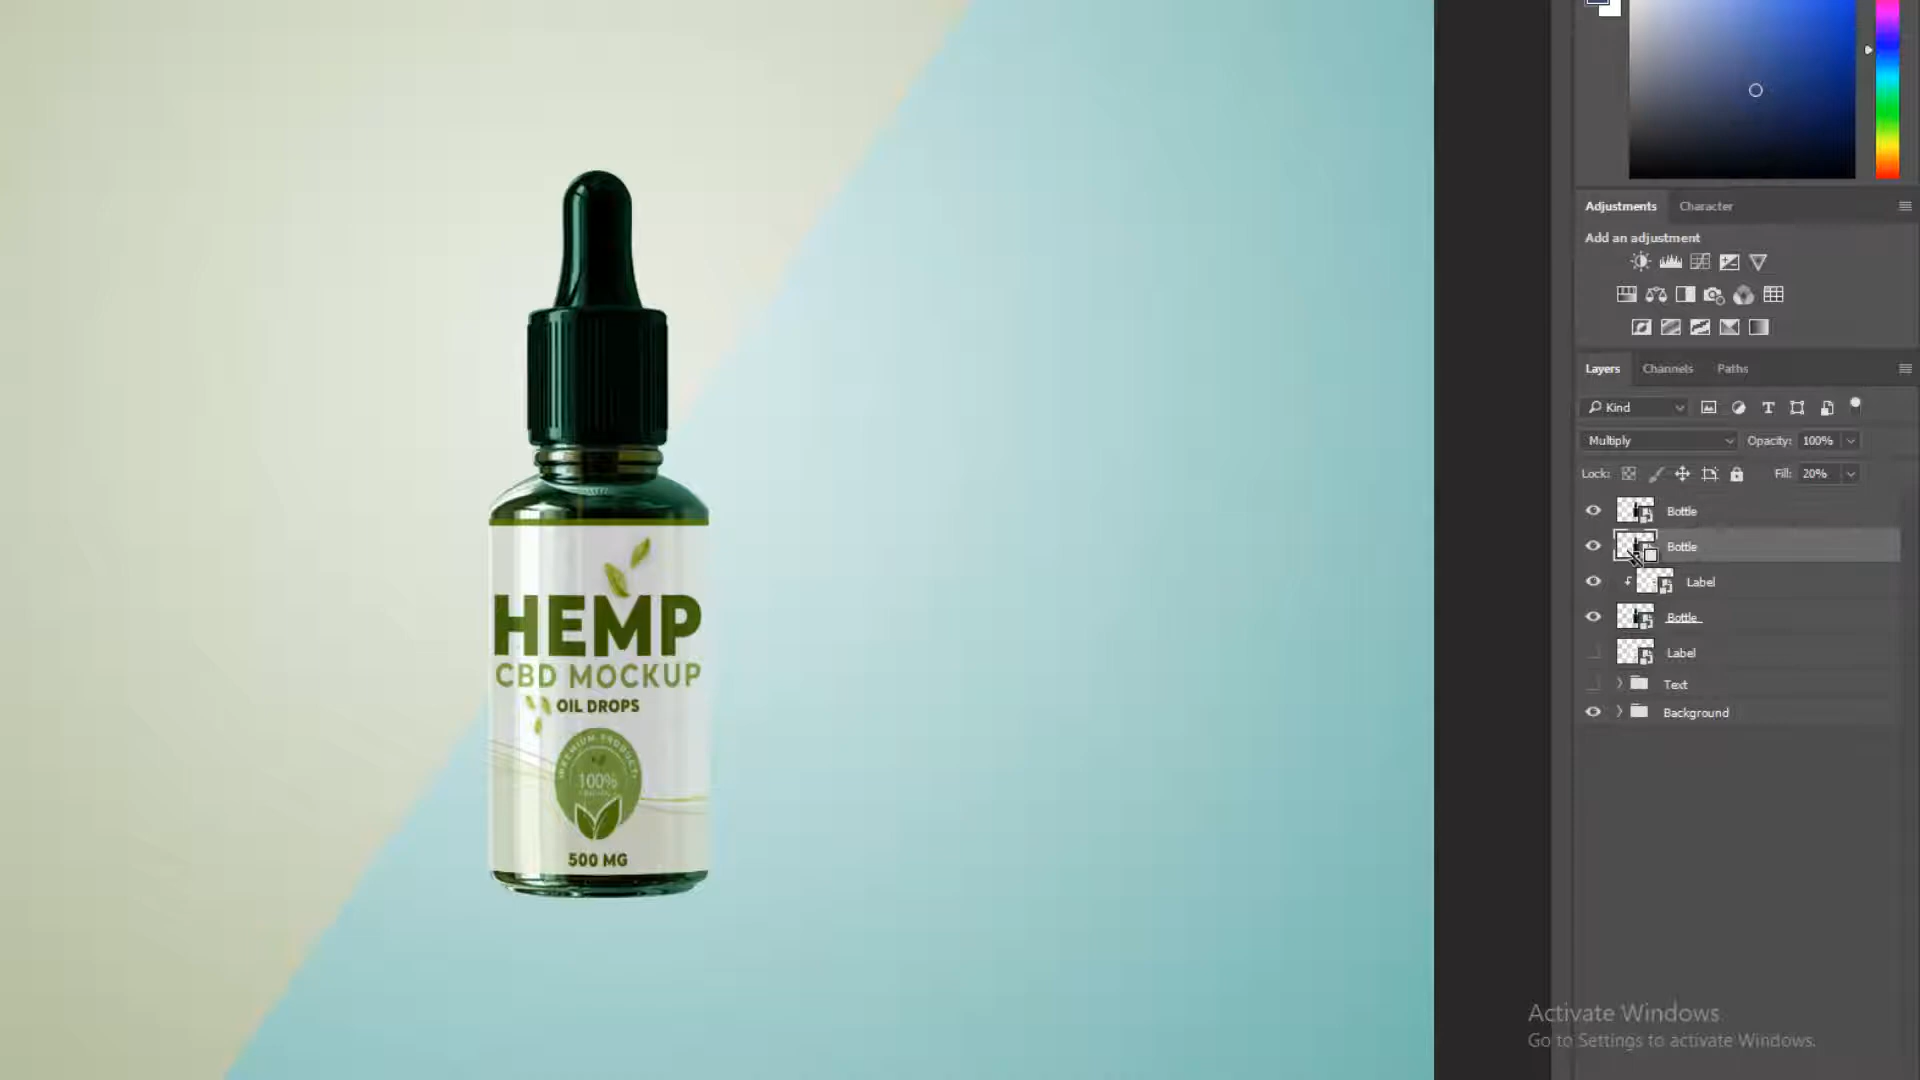 Adjustments Character
Add an adjustment
Layers Channels Paths
Kind
Multiply Opacity: 100%
Lock: Fill: 20%
Bottle
Bottle
Label
Bottle
Label
Text
Background
HEMP
CBD MOCKUP
OIL DROPS
PREMIUM PRODUCT
100%
500 MG
Activate Windows
Go to Settings to activate Windows.